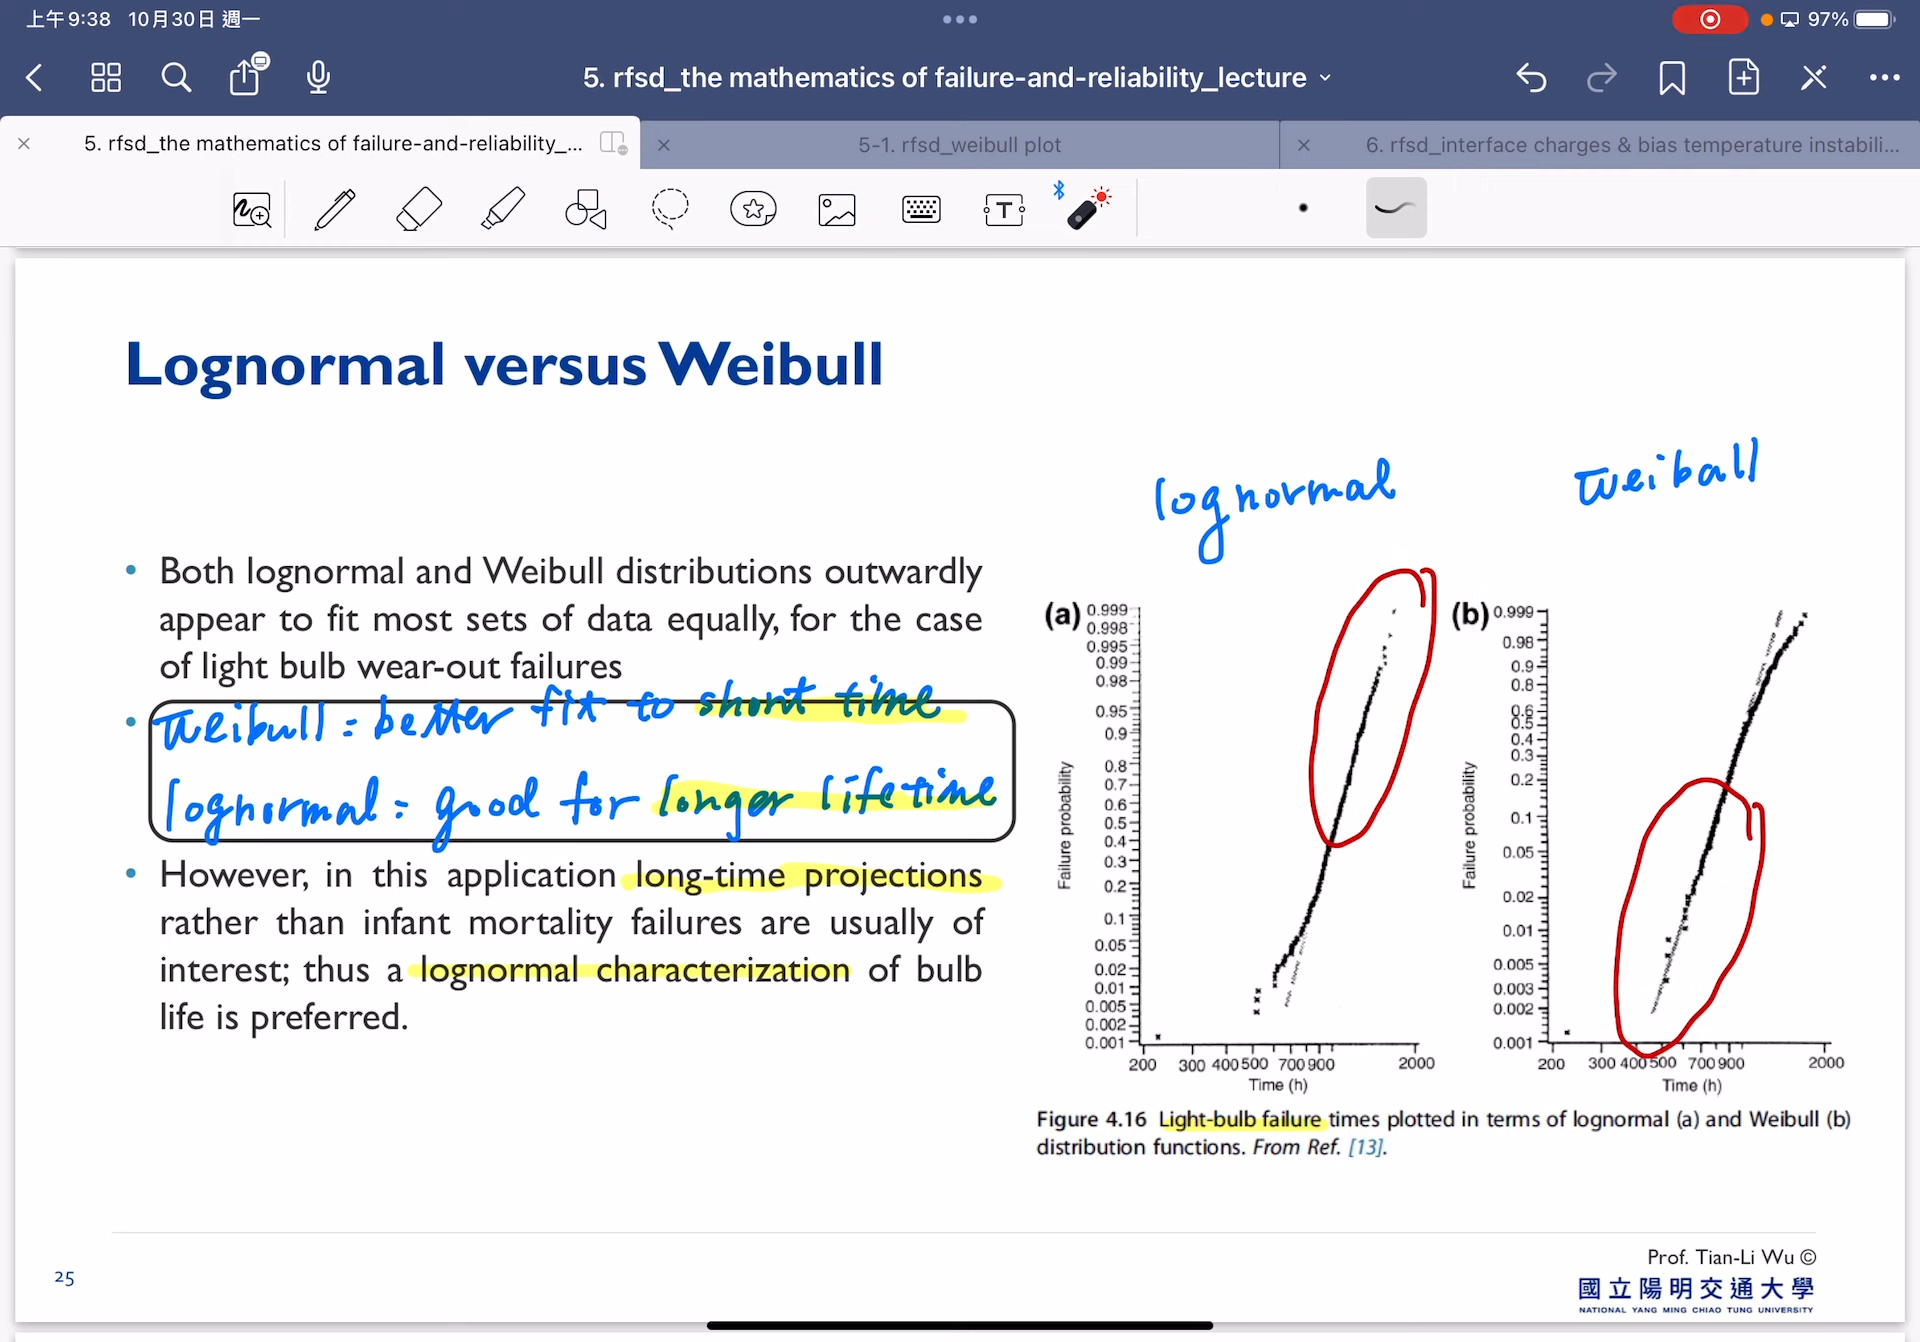 上午9:38 10月30日 週一
97%
5. rfsd_the mathematics of failure-and-reliability_lecture
5. rfsd_the mathematics of failure-and-reliability_...
5-1. rfsd_weibull plot
6. rfsd_interface charges & bias temperature instabili...
Lognormal versus Weibull
• Both lognormal and Weibull distributions outwardly
appear to fit most sets of data equally, for the case
of light bulb wear-out failures
• weibull = better fit to short time
lognormal = good for longer lifetime
• However, in this application long-time projections
rather than infant mortality failures are usually of
interest; thus a lognormal characterization of bulb
life is preferred.
lognormal
weiball
(a)
0.999
0.998
0.995
0.99
0.98
0.95
0.9
0.8
0.7
0.6
0.5
0.4
0.3
0.2
0.1
0.05
0.02
0.01
0.005
0.002
0.001
Failure probability
200 300 400 500 700 900 2000
Time (h)
(b)
0.999
0.98
0.9
0.8
0.6
0.5
0.4
0.3
0.2
0.1
0.05
0.02
0.01
0.005
0.003
0.002
0.001
Failure probability
200 300 400 500 700 900 2000
Time (h)
Figure 4.16 Light-bulb failure times plotted in terms of lognormal (a) and Weibull (b)
distribution functions. From Ref. [13].
25
Prof. Tian-Li Wu ©
國立陽明交通大學
NATIONAL YANG MING CHIAO TUNG UNIVERSITY